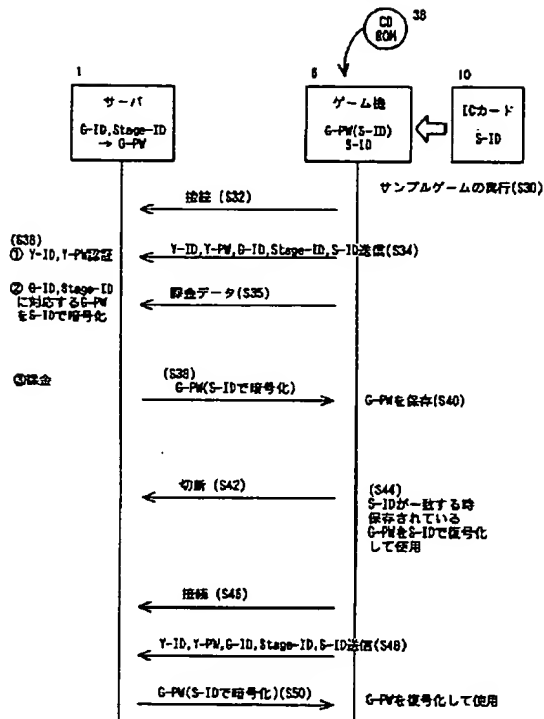 CD
ROM
38
1
サーバ
G-ID,Stage-ID
→ G-PW
6
ゲーム機
G-PW(S-ID)
S-ID
10
ICカード
S-ID
サンプルゲームの実行(S30)
接続 (S32)
(S36)
① Y-ID,Y-PW認証
Y-ID,Y-PW,G-ID,Stage-ID,S-ID送信(S34)
② G-ID,Stage-ID
に対応するG-PW
をS-IDで暗号化
課金データ(S35)
③課金
(S38)
G-PW(S-IDで暗号化)
G-PWを保存(S40)
切断 (S42)
(S44)
S-IDが一致する時
保存されている
G-PWをS-IDで復号化
して使用
接続 (S46)
Y-ID,Y-PW,G-ID,Stage-ID,S-ID送信(S48)
G-PW(S-IDで暗号化)(S50)
G-PWを復号化して使用